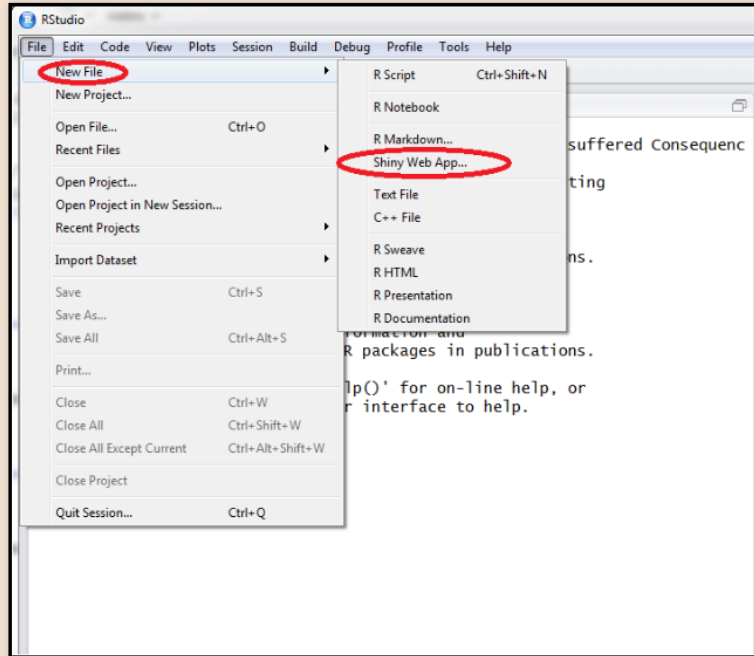 RStudio
File Edit Code View Plots Session Build Debug Profile Tools Help
New File
New Project...
Open File... Ctrl+O
Recent Files
Open Project...
Open Project in New Session...
Recent Projects
Import Dataset
Save Ctrl+S
Save As...
Save All Ctrl+Alt+S
Print...
Close Ctrl+W
Close All Ctrl+Shift+W
Close All Except Current Ctrl+Alt+Shift+W
Close Project
Quit Session... Ctrl+Q
R Script Ctrl+Shift+N
R Notebook
R Markdown...
Shiny Web App...
Text File
C++ File
R Sweave
R HTML
R Presentation
R Documentation
suffered Consequenc
ting
ns.
R packages in publications.
lp()' for on-line help, or
r interface to help.